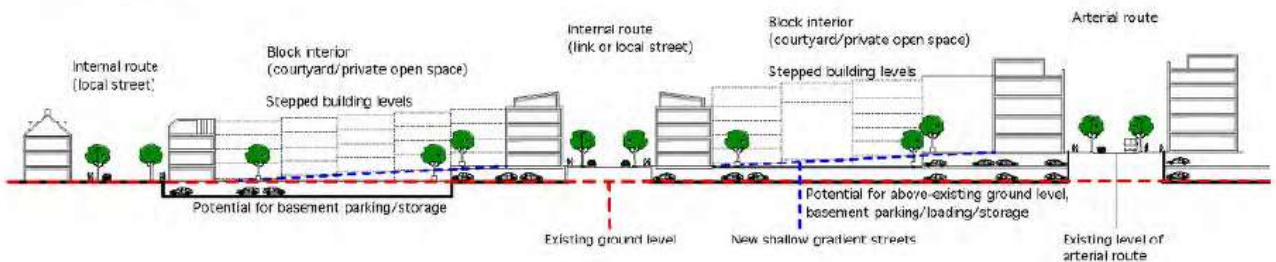 Internal route
(local street)
Block interior
(courtyard/private open space)
Stepped building levels
Internal route
(link or local street)
Block interior
(courtyard/private open space)
Stepped building levels
Arterial route
Potential for basement parking/storage
Potential for above-existing ground level,
basement parking/loading/storage
Existing ground level
New shallow gradient streets
Existing level of
arterial route